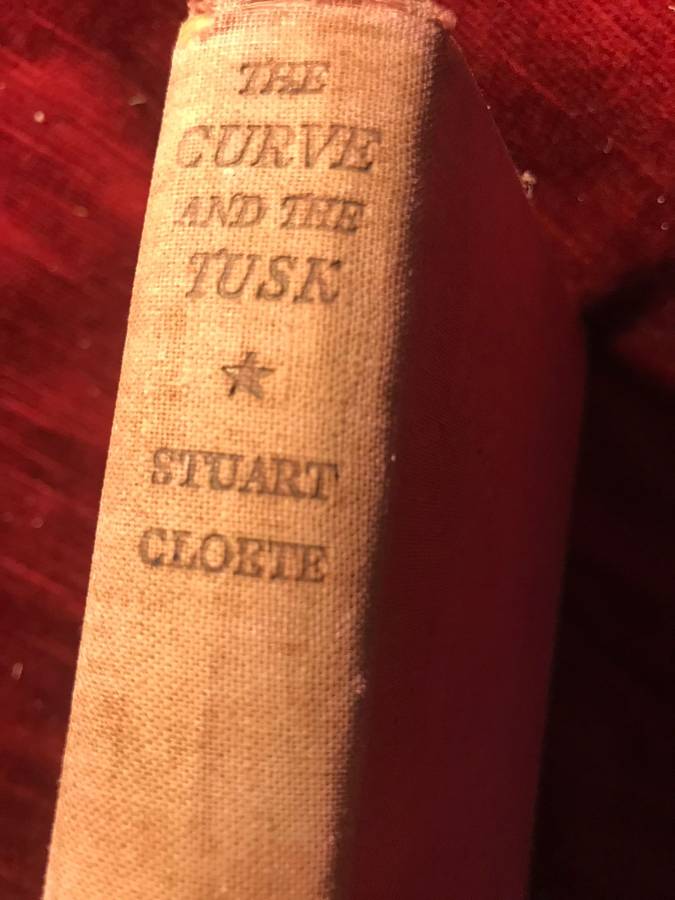 THE
CURVE
AND THE
TUSK
STUART
CLOETE